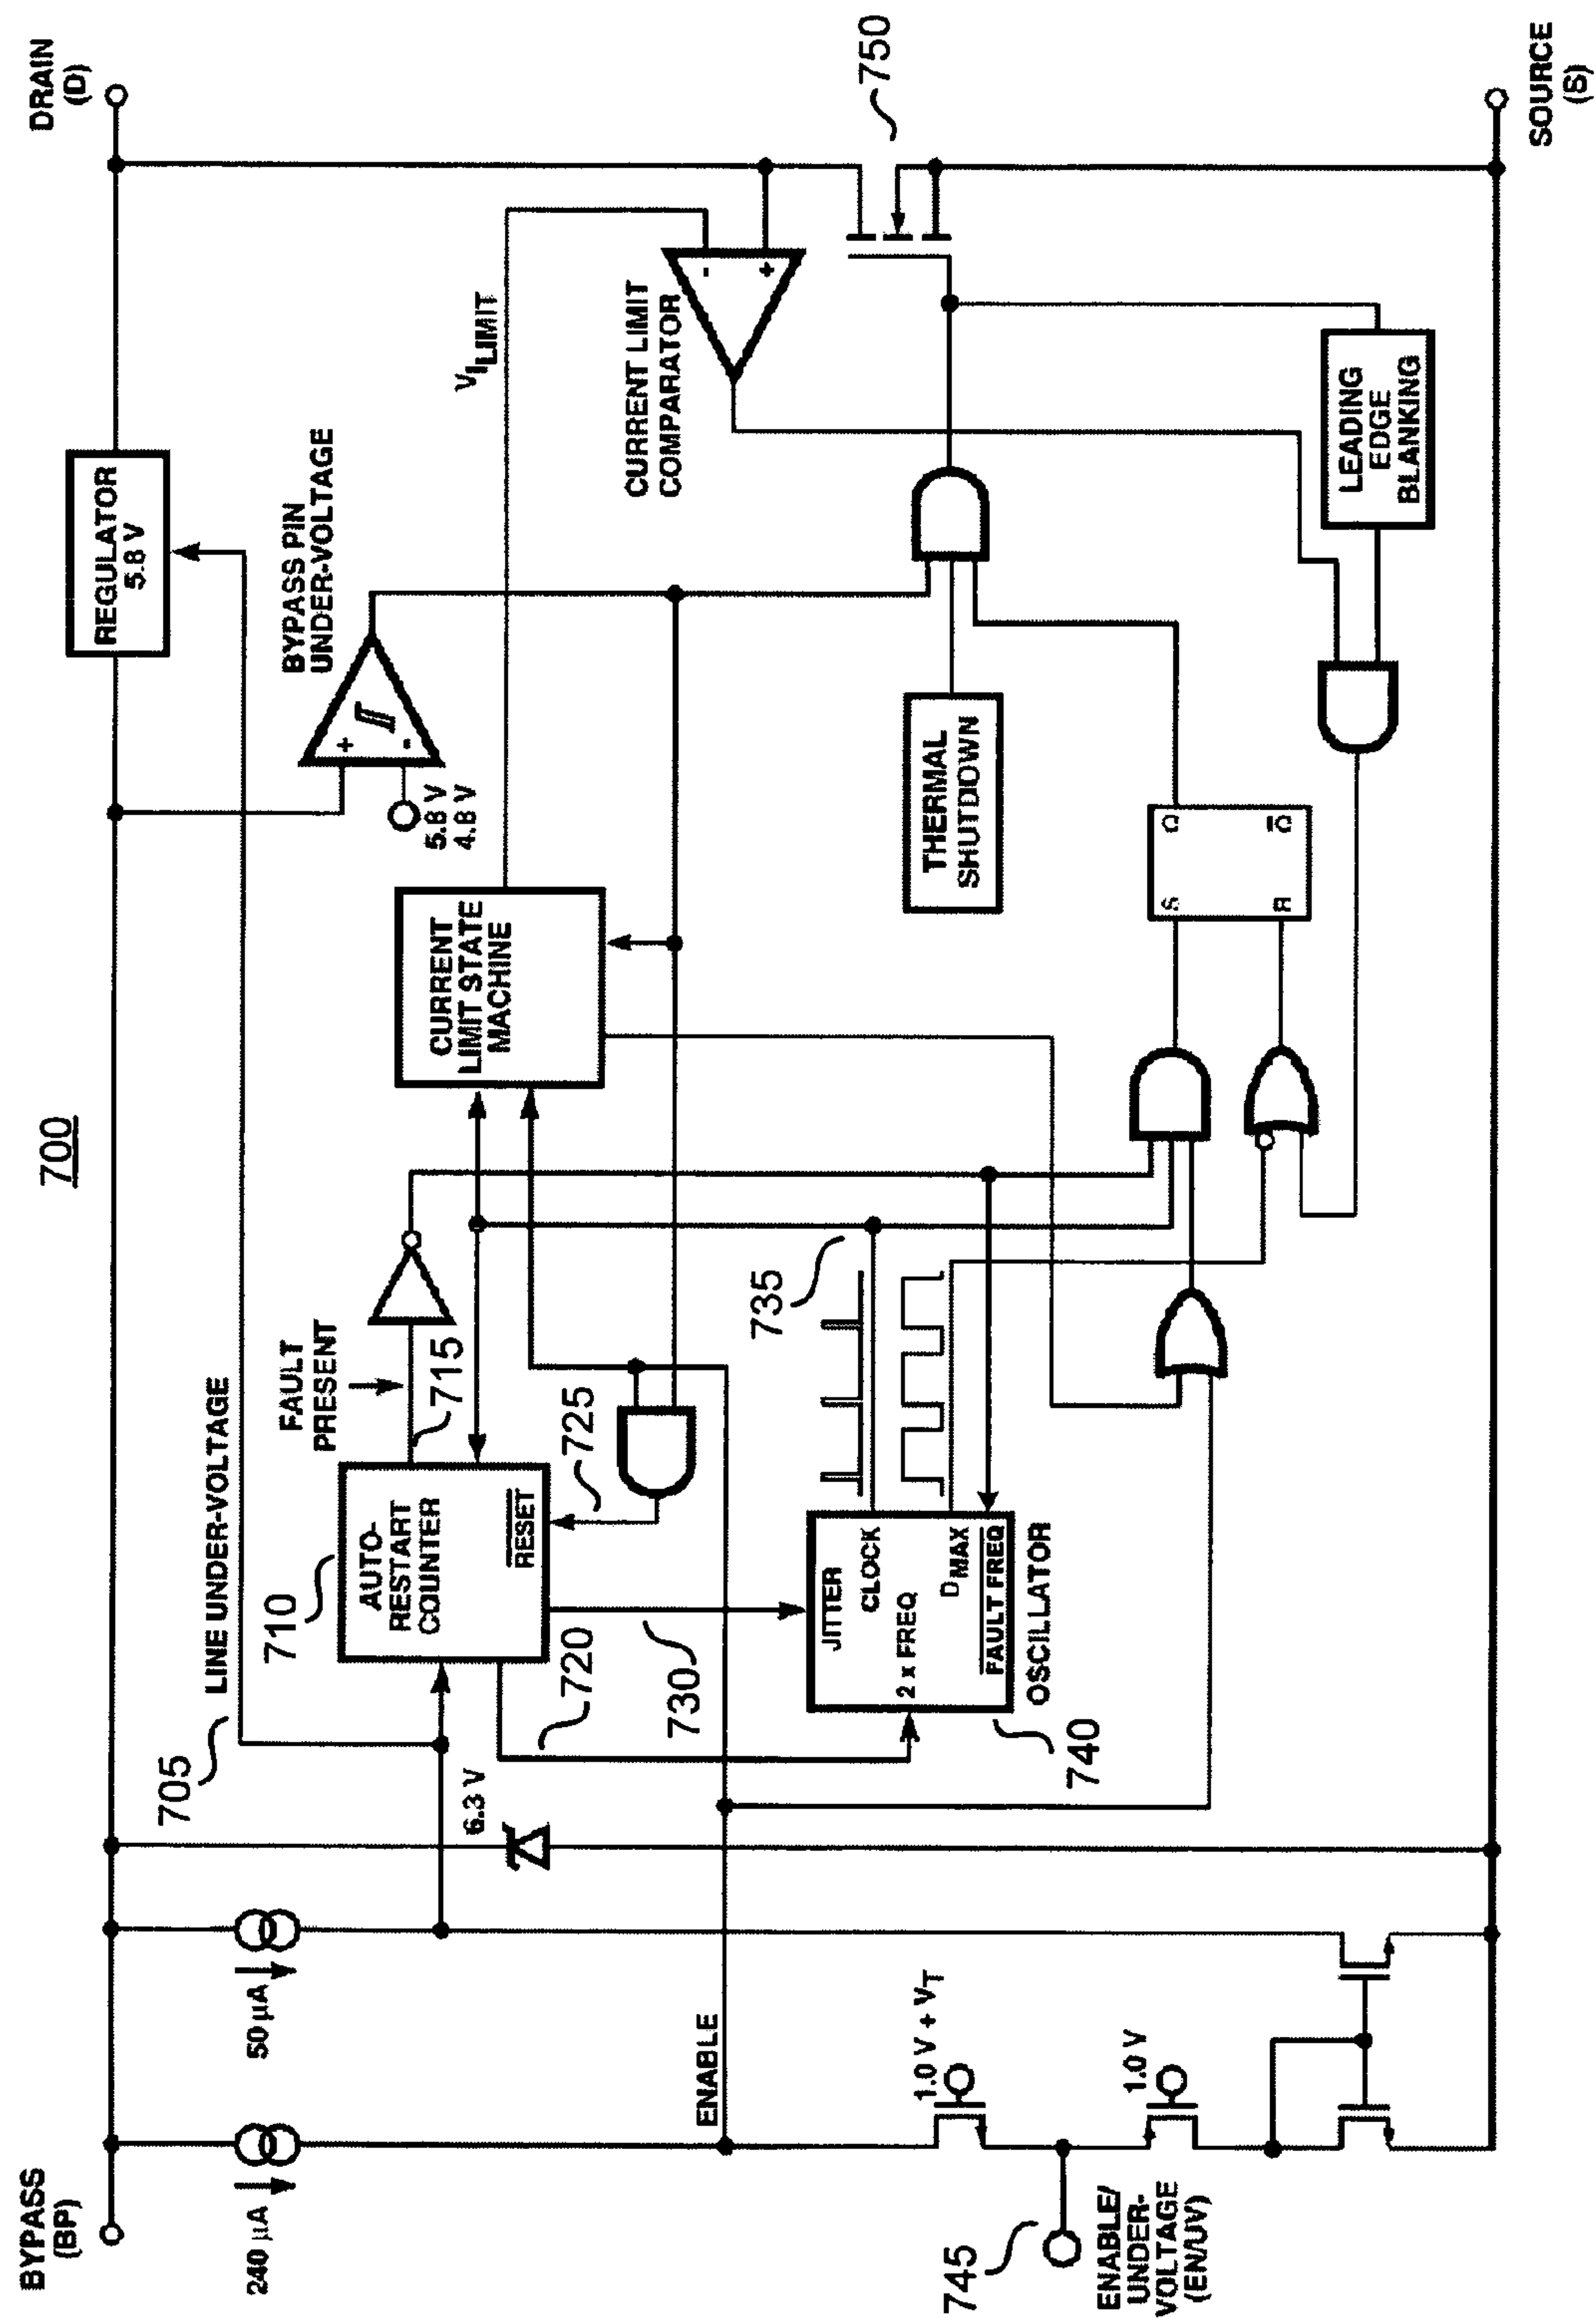 700
BYPASS
(BP)
DRAIN
(D)
REGULATOR
5.8 V
240 µA
50 µA
705
LINE UNDER-VOLTAGE
BYPASS PIN
UNDER-VOLTAGE
+
-
5.8 V
4.8 V
6.3 V
710
AUTO-
RESTART
COUNTER
RESET
FAULT
PRESENT
715
720
725
730
CURRENT
LIMIT STATE
MACHINE
VILIMIT
CURRENT LIMIT
COMPARATOR
-
+
ENABLE
735
JITTER
CLOCK
2 x FREQ
DMAX
FAULT FREQ
OSCILLATOR
740
THERMAL
SHUTDOWN
750
1.0 V + VT
1.0 V
745
ENABLE/
UNDER-
VOLTAGE
(EN/UV)
S
Q
R
Q
LEADING
EDGE
BLANKING
SOURCE
(S)